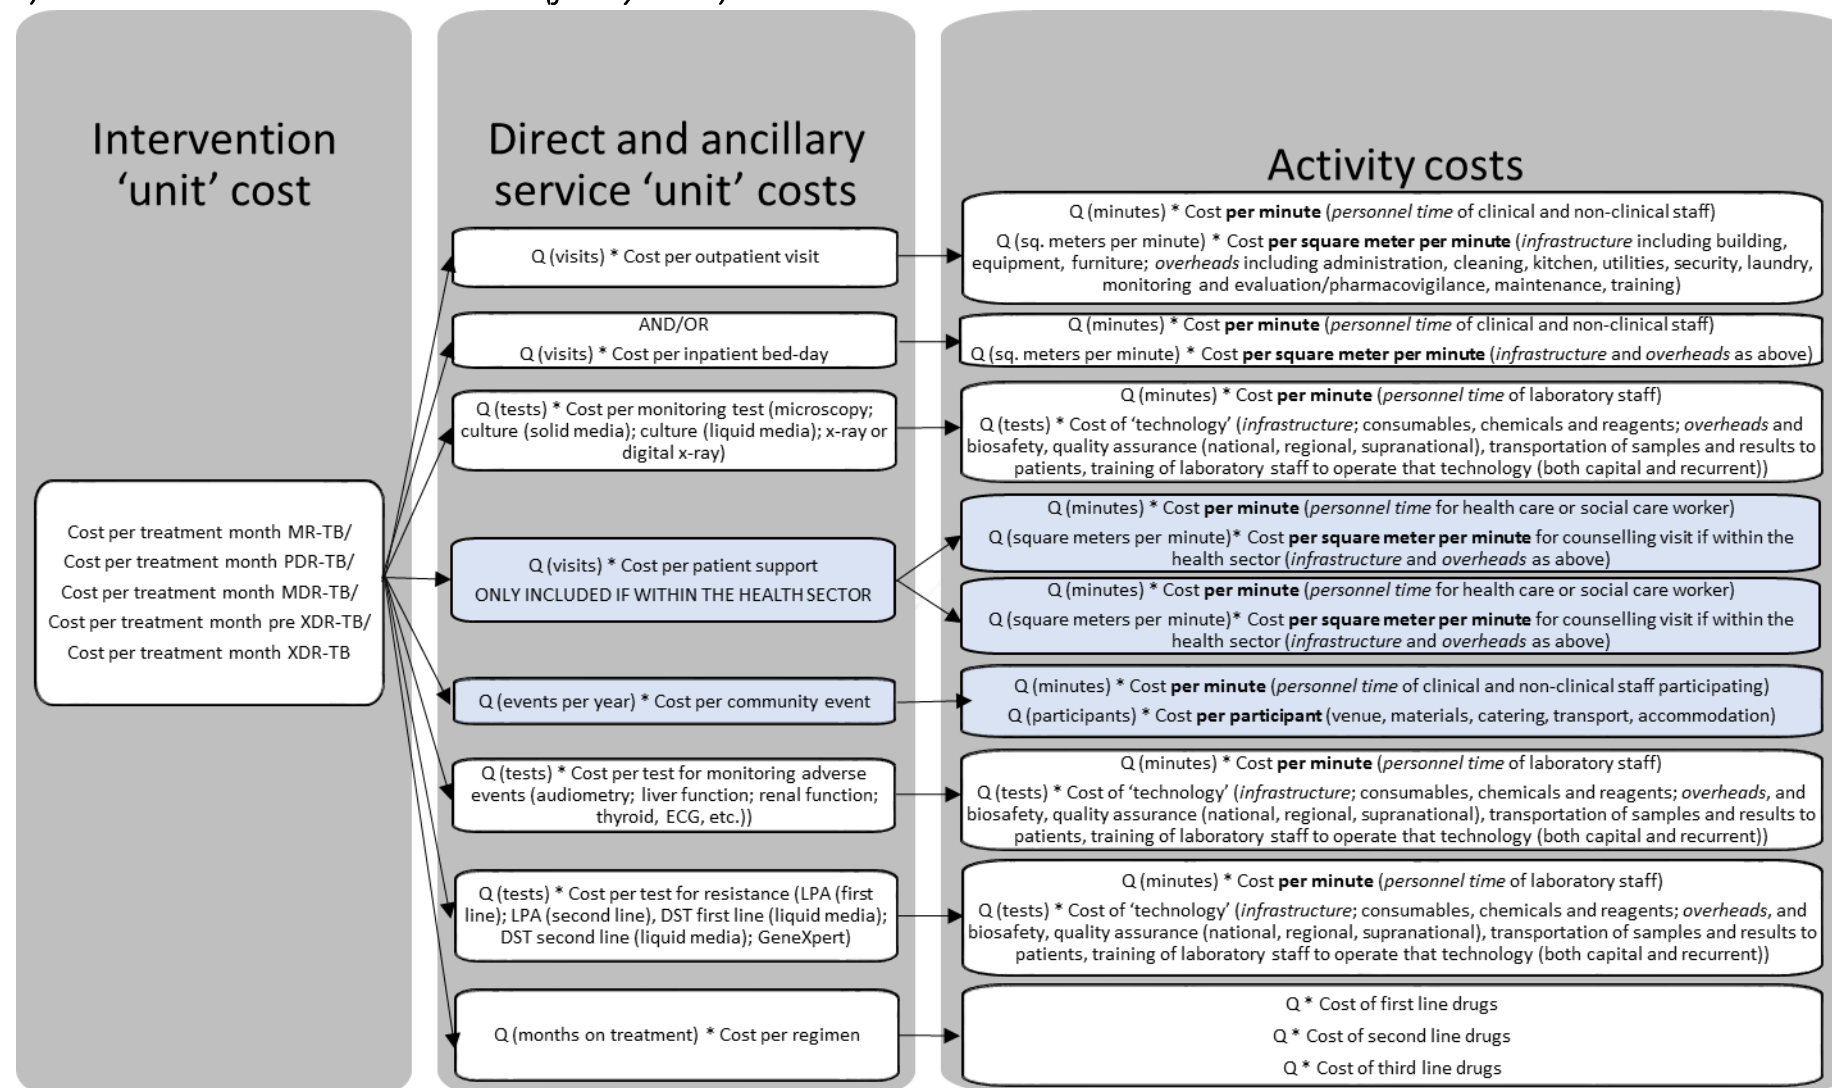 Intervention
‘unit’ cost
Cost per treatment month MR-TB/
Cost per treatment month PDR-TB/
Cost per treatment month MDR-TB/
Cost per treatment month pre XDR-TB/
Cost per treatment month XDR-TB
Direct and ancillary
service ‘unit’ costs
Q (visits) * Cost per outpatient visit
AND/OR
Q (visits) * Cost per inpatient bed-day
Q (tests) * Cost per monitoring test (microscopy;
culture (solid media); culture (liquid media); x-ray or
digital x-ray)
Q (visits) * Cost per patient support
ONLY INCLUDED IF WITHIN THE HEALTH SECTOR
Q (events per year) * Cost per community event
Q (tests) * Cost per test for monitoring adverse
events (audiometry; liver function; renal function;
thyroid, ECG, etc.))
Q (tests) * Cost per test for resistance (LPA (first
line); LPA (second line), DST first line (liquid media);
DST second line (liquid media); GeneXpert)
Q (months on treatment) * Cost per regimen
Activity costs
Q (minutes) * Cost per minute (personnel time of clinical and non-clinical staff)
Q (sq. meters per minute) * Cost per square meter per minute (infrastructure including building,
equipment, furniture; overheads including administration, cleaning, kitchen, utilities, security, laundry,
monitoring and evaluation/pharmacovigilance, maintenance, training)
Q (minutes) * Cost per minute (personnel time of clinical and non-clinical staff)
Q (sq. meters per minute) * Cost per square meter per minute (infrastructure and overheads as above)
Q (minutes) * Cost per minute (personnel time of laboratory staff)
Q (tests) * Cost of ‘technology’ (infrastructure; consumables, chemicals and reagents; overheads and
biosafety, quality assurance (national, regional, supranational), transportation of samples and results to
patients, training of laboratory staff to operate that technology (both capital and recurrent))
Q (minutes) * Cost per minute (personnel time for health care or social care worker)
Q (square meters per minute)* Cost per square meter per minute for counselling visit if within the
health sector (infrastructure and overheads as above)
Q (minutes) * Cost per minute (personnel time for health care or social care worker)
Q (square meters per minute)* Cost per square meter per minute for counselling visit if within the
health sector (infrastructure and overheads as above)
Q (minutes) * Cost per minute (personnel time of clinical and non-clinical staff participating)
Q (participants) * Cost per participant (venue, materials, catering, transport, accommodation)
Q (minutes) * Cost per minute (personnel time of laboratory staff)
Q (tests) * Cost of ‘technology’ (infrastructure; consumables, chemicals and reagents; overheads, and
biosafety, quality assurance (national, regional, supranational), transportation of samples and results to
patients, training of laboratory staff to operate that technology (both capital and recurrent))
Q (minutes) * Cost per minute (personnel time of laboratory staff)
Q (tests) * Cost of ‘technology’ (infrastructure; consumables, chemicals and reagents; overheads, and
biosafety, quality assurance (national, regional, supranational), transportation of samples and results to
patients, training of laboratory staff to operate that technology (both capital and recurrent))
Q * Cost of first line drugs
Q * Cost of second line drugs
Q * Cost of third line drugs